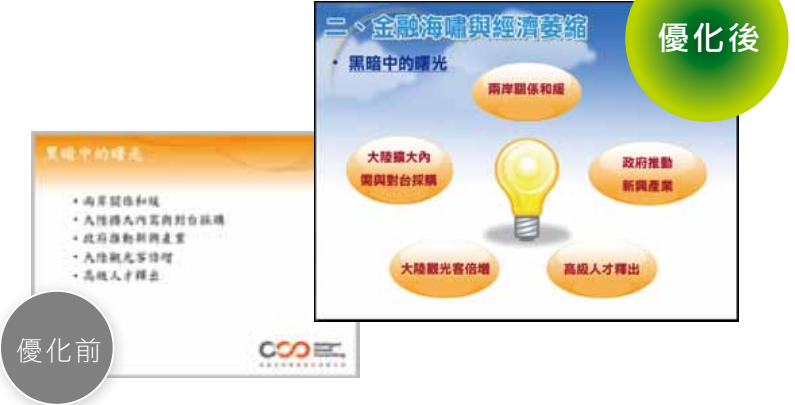 優化後
二、金融海嘯與經濟萎縮
• 黑暗中的曙光
兩岸關係和緩
大陸擴大內
需與對台採購
政府推動
新興產業
大陸觀光客倍增
高級人才釋出
黑暗中的曙光
• 兩岸關係和緩
• 大陸擴大內需與對台採購
• 政府推動新興產業
• 大陸觀光客倍增
• 高級人才釋出
優化前